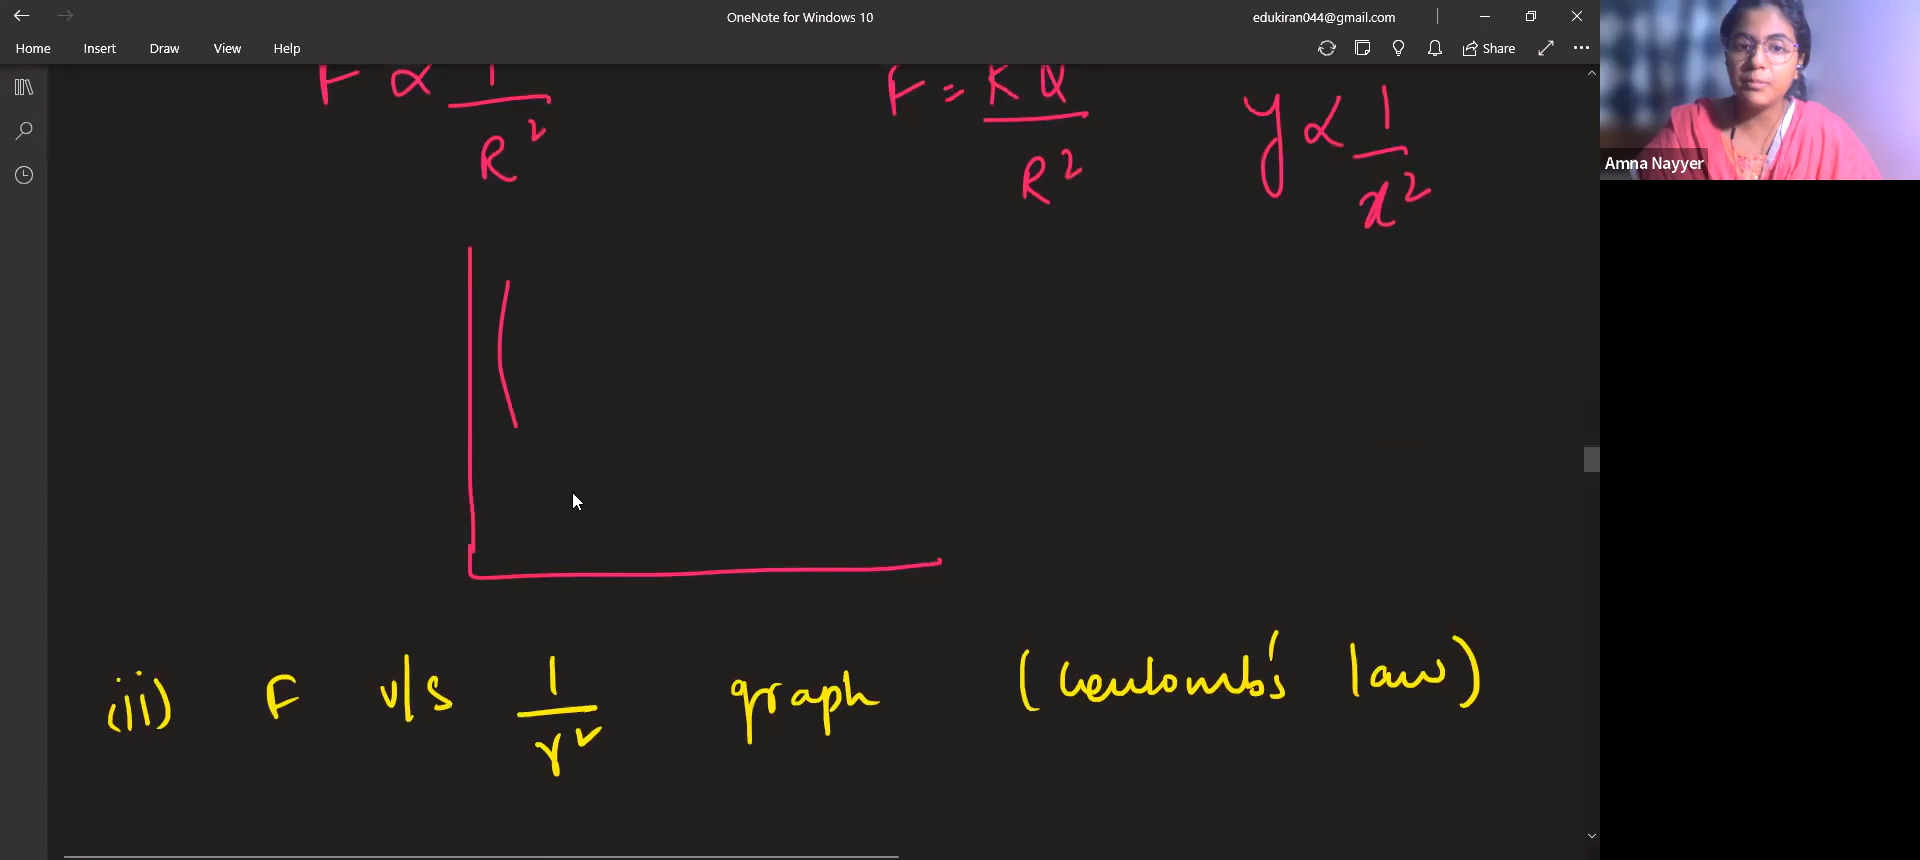 OneNote for Windows 10
edukiran044@gmail.com
Home Insert Draw View Help
Share
F ∝ 1/R² F = KQ/R² y ∝ 1/x²
Amna Nayyer
(iii) F v/s 1/r² graph (Coulomb's law)